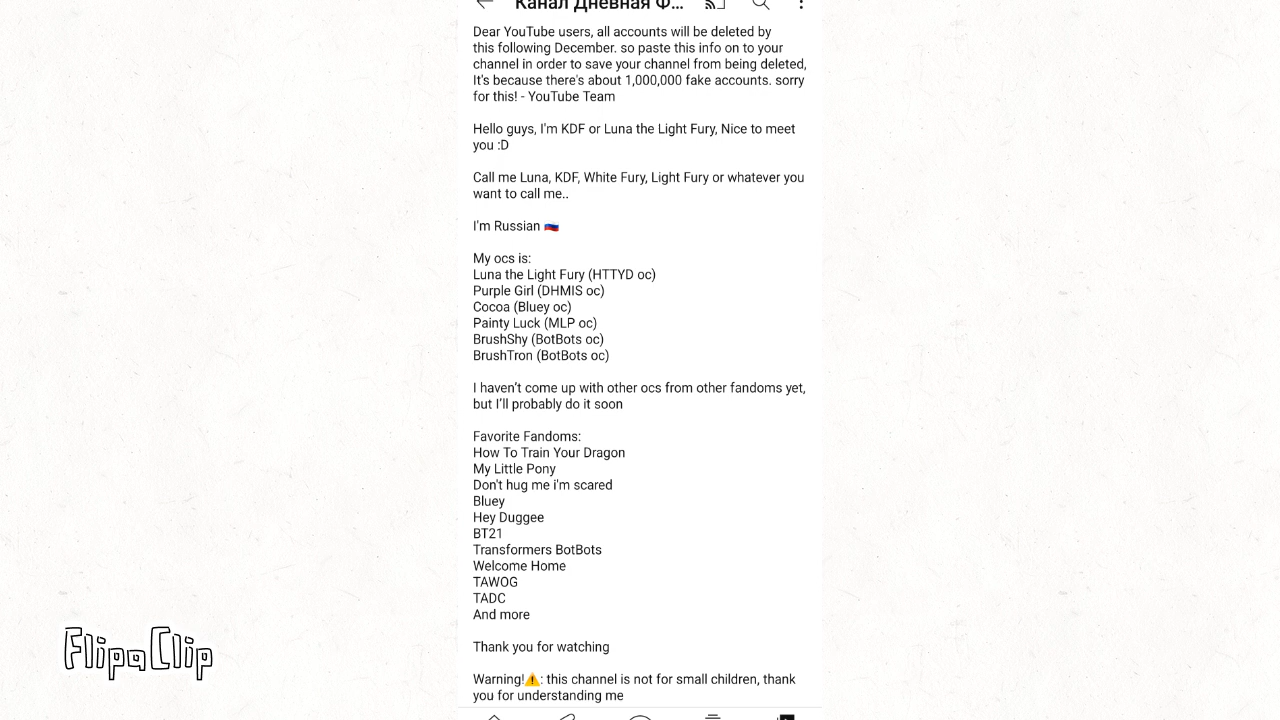 Канал Дневная Ф...
Dear YouTube users, all accounts will be deleted by
this following December. so paste this info on to your
channel in order to save your channel from being deleted,
It's because there's about 1,000,000 fake accounts. sorry
for this! - YouTube Team
Hello guys, I'm KDF or Luna the Light Fury, Nice to meet
you :D
Call me Luna, KDF, White Fury, Light Fury or whatever you
want to call me..
I'm Russian 🇷🇺
My ocs is:
Luna the Light Fury (HTTYD oc)
Purple Girl (DHMIS oc)
Cocoa (Bluey oc)
Painty Luck (MLP oc)
BrushShy (BotBots oc)
BrushTron (BotBots oc)
I haven’t come up with other ocs from other fandoms yet,
but I’ll probably do it soon
Favorite Fandoms:
How To Train Your Dragon
My Little Pony
Don't hug me i'm scared
Bluey
Hey Duggee
BT21
Transformers BotBots
Welcome Home
TAWOG
TADC
And more
Thank you for watching
Warning!⚠️: this channel is not for small children, thank
you for understanding me
FlipaClip